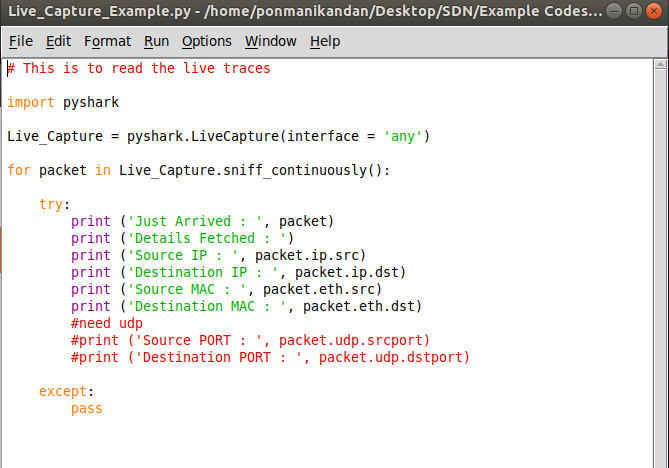 Live_Capture_Example.py - /home/ponmanikandan/Desktop/SDN/Example Codes...
File Edit Format Run Options Window Help
# This is to read the live traces
import pyshark
Live_Capture = pyshark.LiveCapture(interface = 'any')
for packet in Live_Capture.sniff_continuously():
    try:
        print ('Just Arrived : ', packet)
        print ('Details Fetched : ')
        print ('Source IP : ', packet.ip.src)
        print ('Destination IP : ', packet.ip.dst)
        print ('Source MAC : ', packet.eth.src)
        print ('Destination MAC : ', packet.eth.dst)
        #need udp
        #print ('Source PORT : ', packet.udp.srcport)
        #print ('Destination PORT : ', packet.udp.dstport)
    except:
        pass